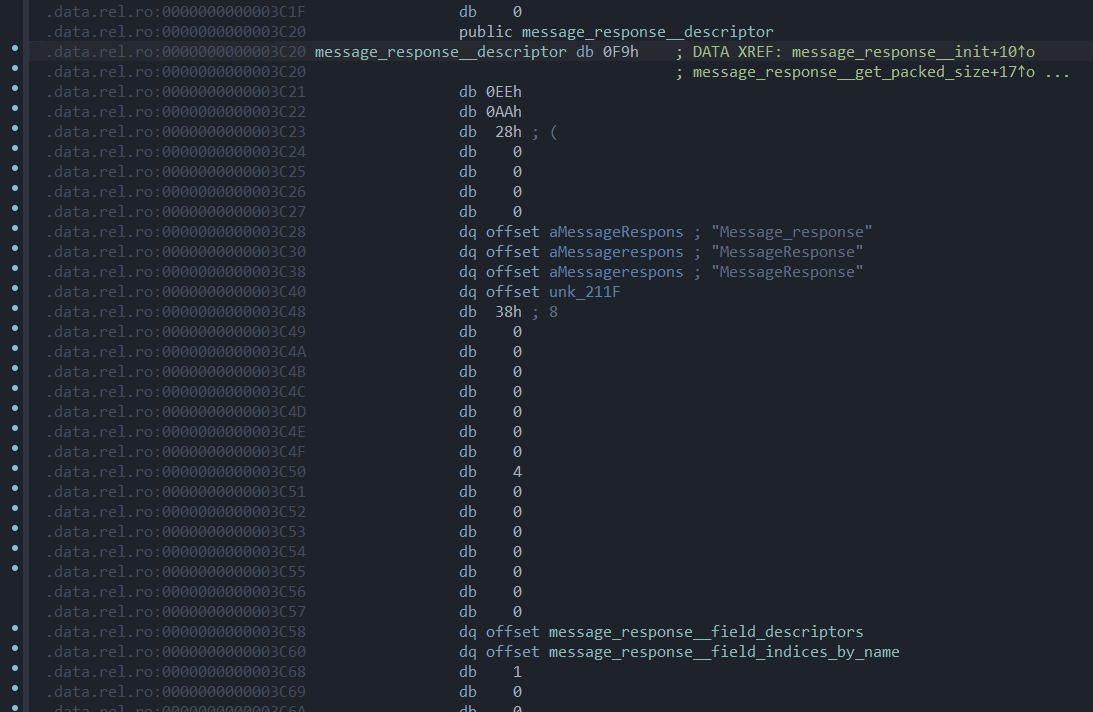 .data.rel.ro:0000000000003C1F db 0
.data.rel.ro:0000000000003C20 public message_response__descriptor
.data.rel.ro:0000000000003C20 message_response__descriptor db 0F9h ; DATA XREF: message_response__init+10↑o
.data.rel.ro:0000000000003C20 ; message_response__get_packed_size+17↑o ...
.data.rel.ro:0000000000003C21 db 0EEh
.data.rel.ro:0000000000003C22 db 0AAh
.data.rel.ro:0000000000003C23 db 28h ; (
.data.rel.ro:0000000000003C24 db 0
.data.rel.ro:0000000000003C25 db 0
.data.rel.ro:0000000000003C26 db 0
.data.rel.ro:0000000000003C27 db 0
.data.rel.ro:0000000000003C28 dq offset aMessageRespons ; "Message_response"
.data.rel.ro:0000000000003C30 dq offset aMessagerespons ; "MessageResponse"
.data.rel.ro:0000000000003C38 dq offset aMessagerespons ; "MessageResponse"
.data.rel.ro:0000000000003C40 dq offset unk_211F
.data.rel.ro:0000000000003C48 db 38h ; 8
.data.rel.ro:0000000000003C49 db 0
.data.rel.ro:0000000000003C4A db 0
.data.rel.ro:0000000000003C4B db 0
.data.rel.ro:0000000000003C4C db 0
.data.rel.ro:0000000000003C4D db 0
.data.rel.ro:0000000000003C4E db 0
.data.rel.ro:0000000000003C4F db 0
.data.rel.ro:0000000000003C50 db 4
.data.rel.ro:0000000000003C51 db 0
.data.rel.ro:0000000000003C52 db 0
.data.rel.ro:0000000000003C53 db 0
.data.rel.ro:0000000000003C54 db 0
.data.rel.ro:0000000000003C55 db 0
.data.rel.ro:0000000000003C56 db 0
.data.rel.ro:0000000000003C57 db 0
.data.rel.ro:0000000000003C58 dq offset message_response__field_descriptors
.data.rel.ro:0000000000003C60 dq offset message_response__field_indices_by_name
.data.rel.ro:0000000000003C68 db 1
.data.rel.ro:0000000000003C69 db 0
.data.rel.ro:0000000000003C6A db 0